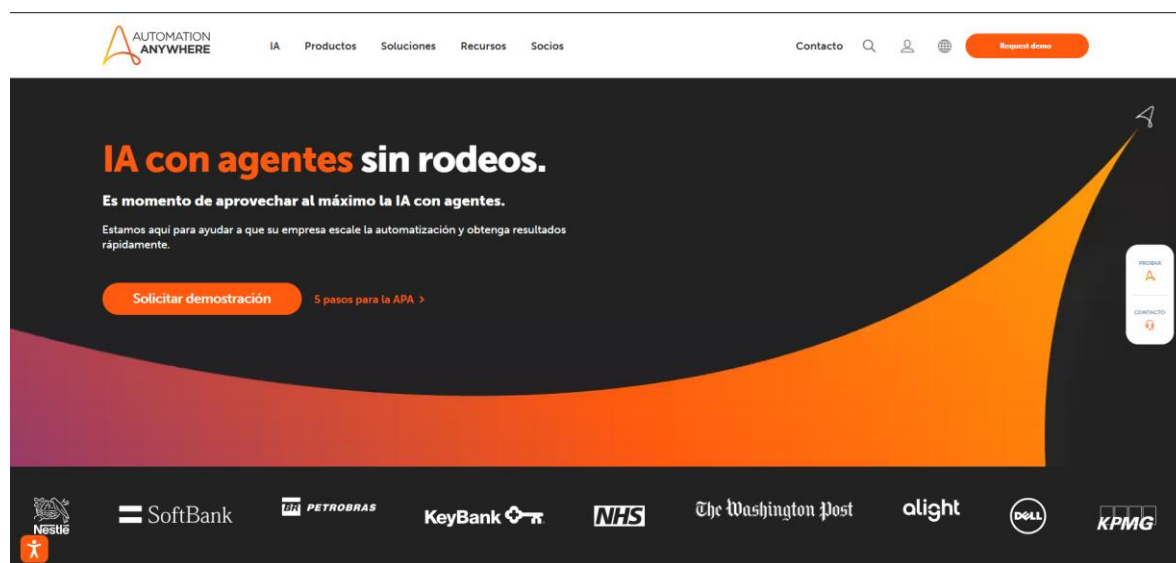 AUTOMATION
ANYWHERE
IA Productos Soluciones Recursos Socios
Contacto
Request demo
IA con agentes sin rodeos.
Es momento de aprovechar al máximo la IA con agentes.
Estamos aquí para ayudar a que su empresa escale la automatización y obtenga resultados
rápidamente.
Solicitar demostración
5 pasos para la APA >
PROBAR
CONTACTO
Nestlé
SoftBank
BR PETROBRAS
KeyBank
NHS
The Washington Post
alight
DELL
KPMG